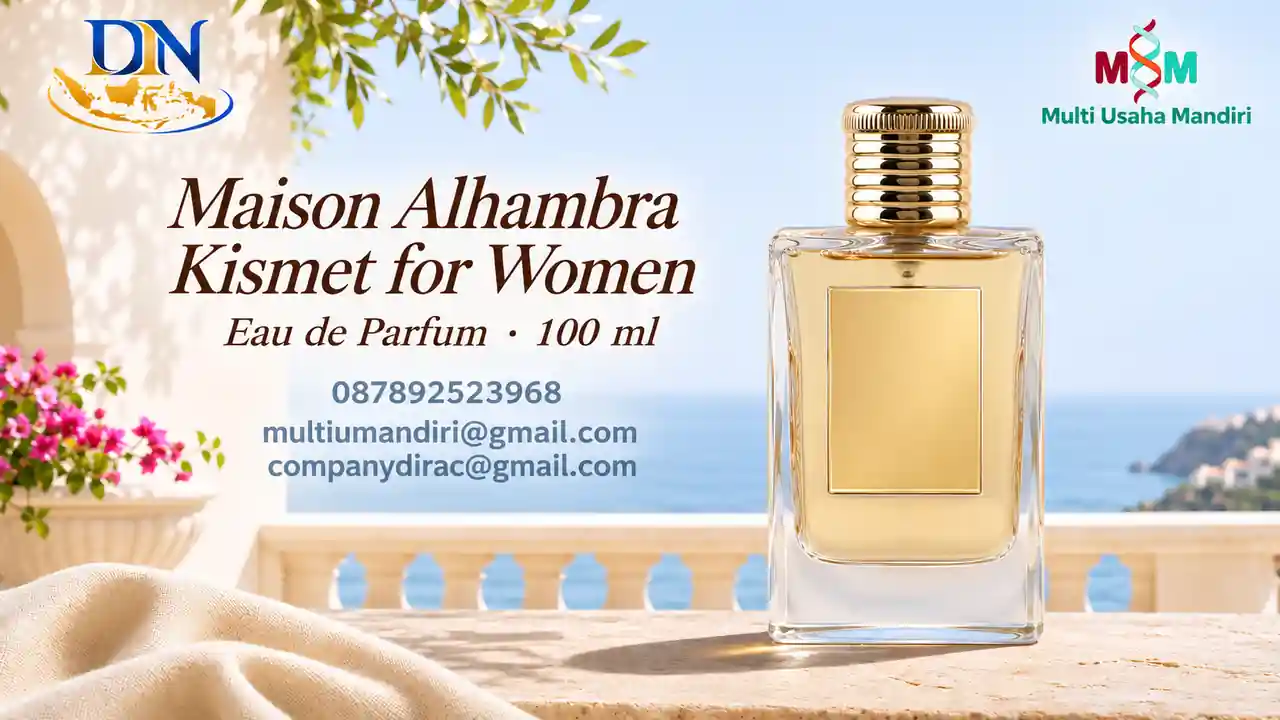 DN
MSM
Multi Usaha Mandiri
Maison Alhambra
Kismet for Women
Eau de Parfum · 100 ml
087892523968
multiumandiri@gmail.com
companydirac@gmail.com